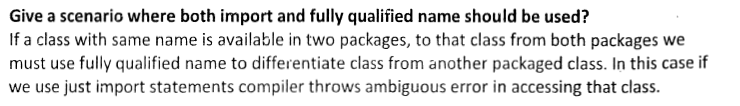 Give a scenario where both import and fully qualified name should be used?
If a class with same name is available in two packages, to that class from both packages we
must use fully qualified name to differentiate class from another packaged class. In this case if
we use just import statements compiler throws ambiguous error in accessing that class.